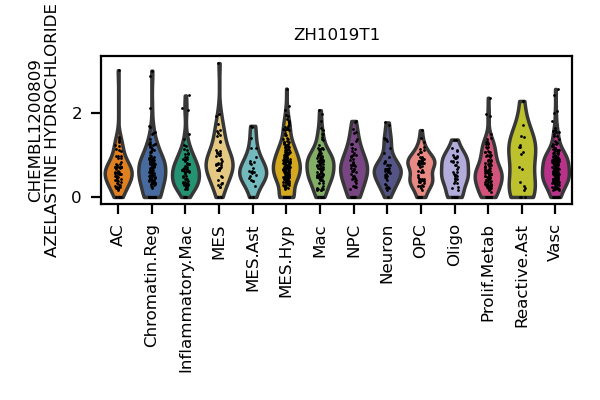 ZH1019T1
CHEMBL1200809
AZELASTINE HYDROCHLORIDE
2
0
AC
Chromatin.Reg
Inflammatory.Mac
MES
MES.Ast
MES.Hyp
Mac
NPC
Neuron
OPC
Oligo
Prolif.Metab
Reactive.Ast
Vasc